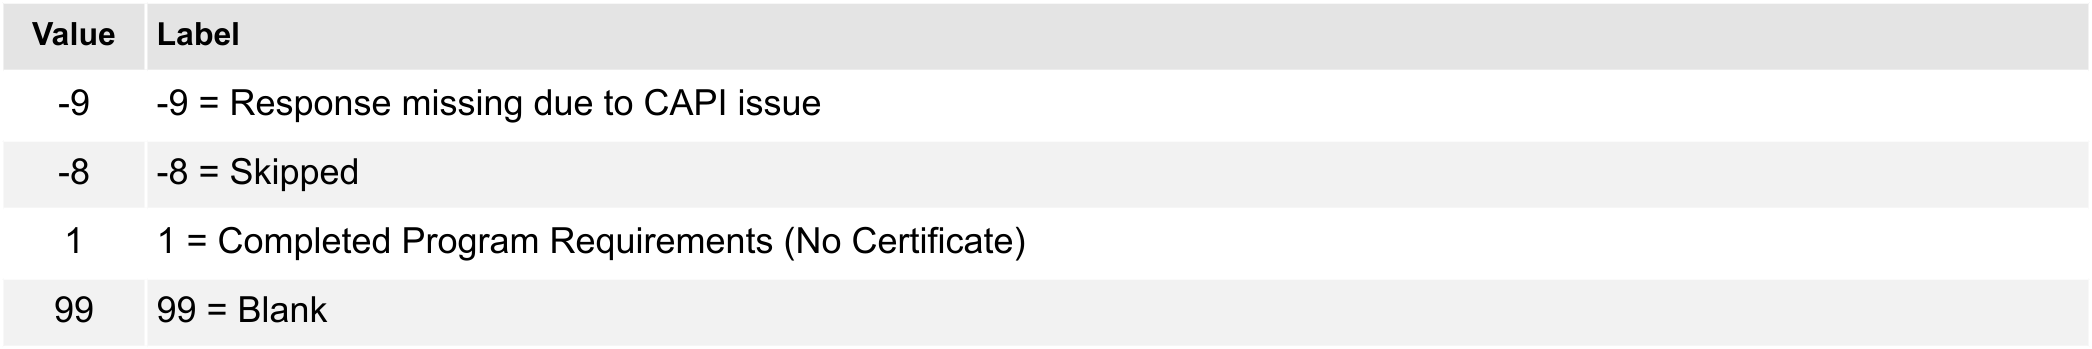 Value Label
-9 -9 = Response missing due to CAPI issue
-8 -8 = Skipped
1 1 = Completed Program Requirements (No Certificate)
99 99 = Blank